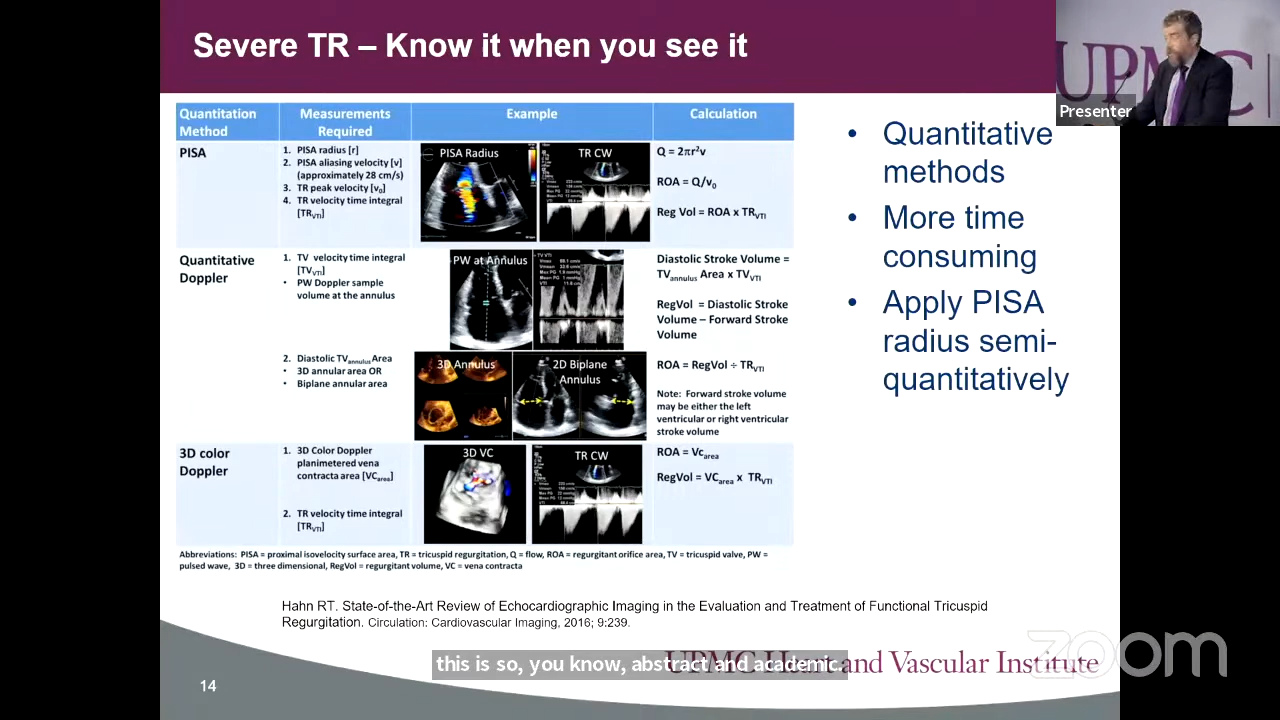 Severe TR – Know it when you see it
UPMC
Presenter
Quantitation
Method
Measurements
Required
Example
Calculation
PISA
1. PISA radius [r]
2. PISA aliasing velocity [v]
(approximately 28 cm/s)
3. TR peak velocity [v0]
4. TR velocity time integral
[TRVTI]
PISA Radius
TR CW
Q = 2πr²v
ROA = Q/v0
Reg Vol = ROA x TRVTI
Quantitative
Doppler
1. TV velocity time integral
[TVVTI]
• PW Doppler sample
volume at the annulus
PW at Annulus
Diastolic Stroke Volume =
TVannulus Area x TVVTI
RegVol = Diastolic Stroke
Volume – Forward Stroke
Volume
2. Diastolic TVannulus Area
• 3D annular area OR
• Biplane annular area
3D Annulus
2D Biplane
Annulus
ROA = RegVol ÷ TRVTI
Note: Forward stroke volume
may be either the left
ventricular or right ventricular
stroke volume
3D color
Doppler
1. 3D Color Doppler
planimetered vena
contracta area [VCarea]
2. TR velocity time integral
[TRVTI]
3D VC
TR CW
ROA = Vcarea
RegVol = VCarea x TRVTI
Abbreviations: PISA = proximal isovelocity surface area, TR = tricuspid regurgitation, Q = flow, ROA = regurgitant orifice area, TV = tricuspid valve, PW =
pulsed wave, 3D = three dimensional, RegVol = regurgitant volume, VC = vena contracta
• Quantitative
methods
• More time
consuming
• Apply PISA
radius semi-
quantitatively
Hahn RT. State-of-the-Art Review of Echocardiographic Imaging in the Evaluation and Treatment of Functional Tricuspid
Regurgitation. Circulation: Cardiovascular Imaging, 2016; 9:239.
this is so, you know, abstract and academic.
UPMC Heart and Vascular Institute
zoom
14